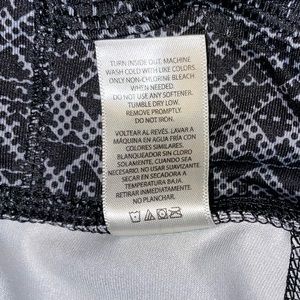 TURN INSIDE OUT. MACHINE
WASH COLD WITH LIKE COLORS.
ONLY NON-CHLORINE BLEACH
WHEN NEEDED.
DO NOT USE ANY SOFTENER.
TUMBLE DRY LOW.
REMOVE PROMPTLY.
DO NOT IRON.
VOLTEAR AL REVÉS. LAVAR A
MÁQUINA EN AGUA FRÍA CON
COLORES SIMILARES.
BLANQUEADOR SIN CLORO
SOLAMENTE, CUANDO SEA
NECESARIO. NO USAR SUAVIZANTE.
SECAR EN SECADORA A
TEMPERATURA BAJA.
RETIRAR INMEDIATAMENTE.
NO PLANCHAR.